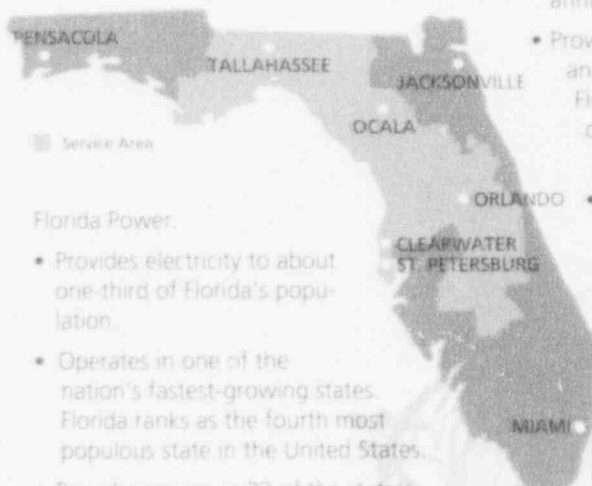 PENSACOLA
TALLAHASSEE
JACKSONVILLE
OCALA
Service Area
ORLANDO
CLEARWATER
ST. PETERSBURG
MIAMI
Florida Power:
• Provides electricity to about
one-third of Florida's popu-
lation.
• Operates in one of the
nation's fastest-growing states.
Florida ranks as the fourth most
populous state in the United States.